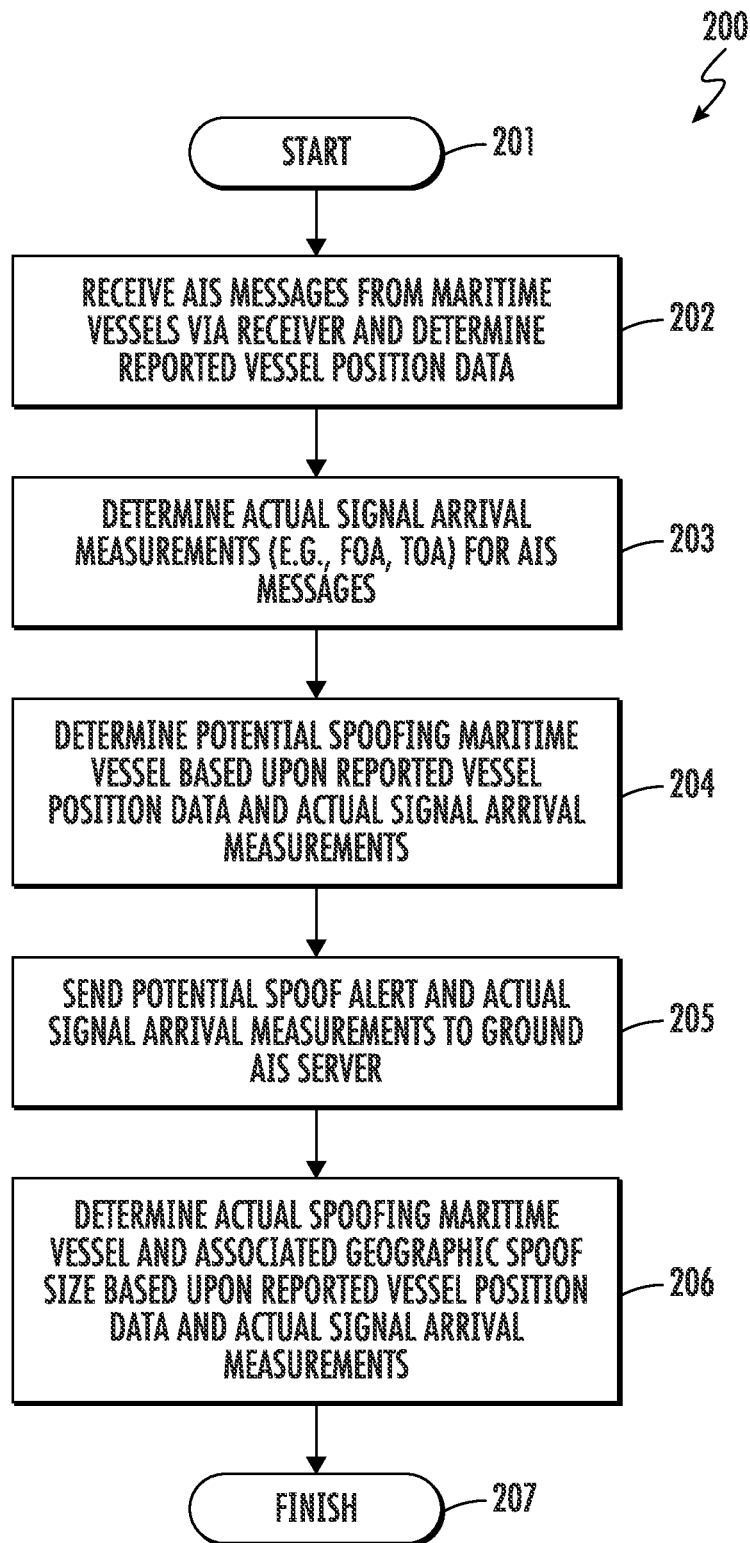 200
START
201
RECEIVE AIS MESSAGES FROM MARITIME
VESSELS VIA RECEIVER AND DETERMINE
REPORTED VESSEL POSITION DATA
202
DETERMINE ACTUAL SIGNAL ARRIVAL
MEASUREMENTS (E.G., FOA, TOA) FOR AIS
MESSAGES
203
DETERMINE POTENTIAL SPOOFING MARITIME
VESSEL BASED UPON REPORTED VESSEL
POSITION DATA AND ACTUAL SIGNAL ARRIVAL
MEASUREMENTS
204
SEND POTENTIAL SPOOF ALERT AND ACTUAL
SIGNAL ARRIVAL MEASUREMENTS TO GROUND
AIS SERVER
205
DETERMINE ACTUAL SPOOFING MARITIME
VESSEL AND ASSOCIATED GEOGRAPHIC SPOOF
SIZE BASED UPON REPORTED VESSEL POSITION
DATA AND ACTUAL SIGNAL ARRIVAL
MEASUREMENTS
206
FINISH
207